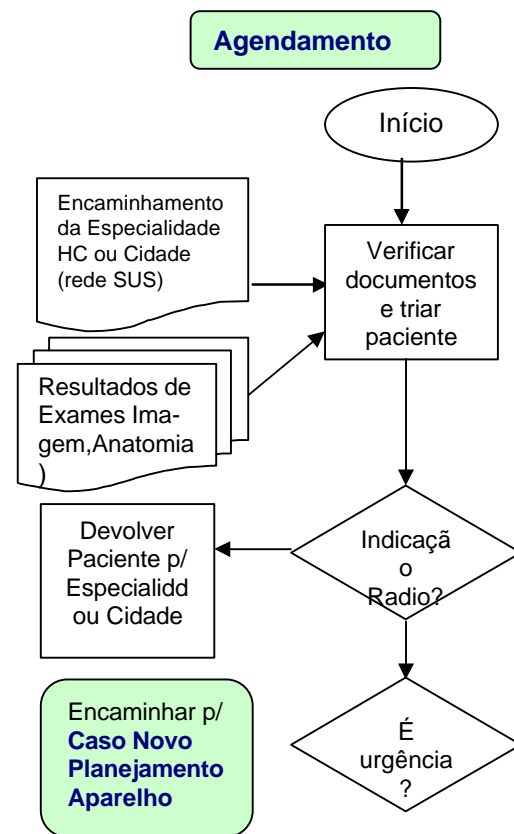 Agendamento
Início
Encaminhamento
da Especialidade
HC ou Cidade
(rede SUS)
Verificar
documentos
e triar
paciente
Resultados de
Exames Ima-
gem,Anatomia
)
Devolver
Paciente p/
Especialidd
ou Cidade
Indicaçã
o
Radio?
Encaminhar p/
Caso Novo
Planejamento
Aparelho
É
urgência
?